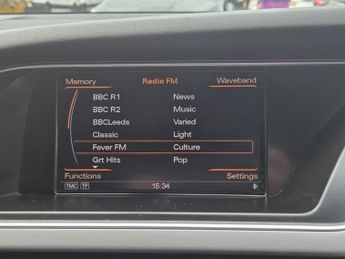 Memory Radio FM Waveband
BBC R1 News
BBC R2 Music
BBCLeeds Varied
Classic Light
Fever FM Culture
Grt Hits Pop
Functions Settings
TMC TP 15:34